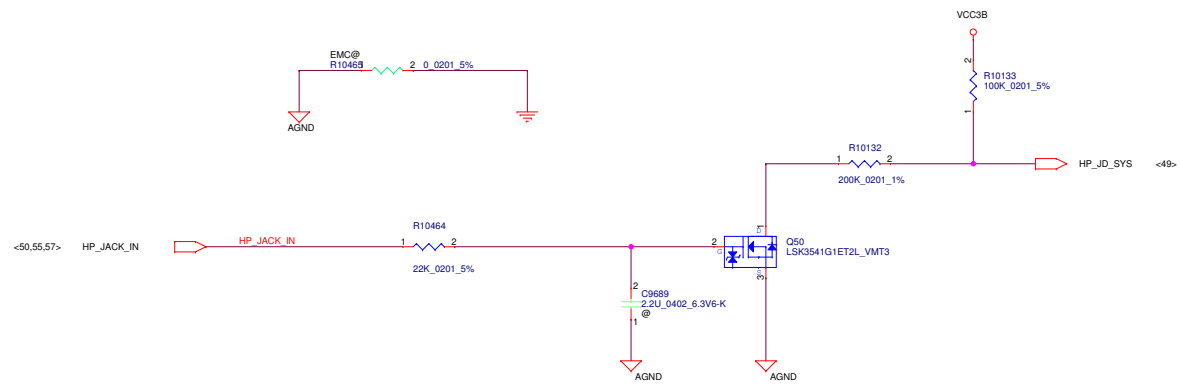 VCC3B
EMC@
R10465
1
2
0_0201_5%
2
R10133
100K_0201_5%
1
AGND
R10132
1
2
200K_0201_1%
HP_JD_SYS
<49>
R10464
1
Q50
<50,55,57>
HP_JACK_IN
HP_JACK_IN
1
2
2
LSK3541G1ET2L_VMT3
22K_0201_5%
3
2
C9689
2.2U_0402_6.3V6-K
@
1
AGND
AGND